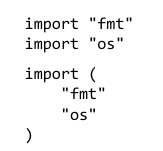 import "fmt"
import "os"
import (
    "fmt"
    "os"
)